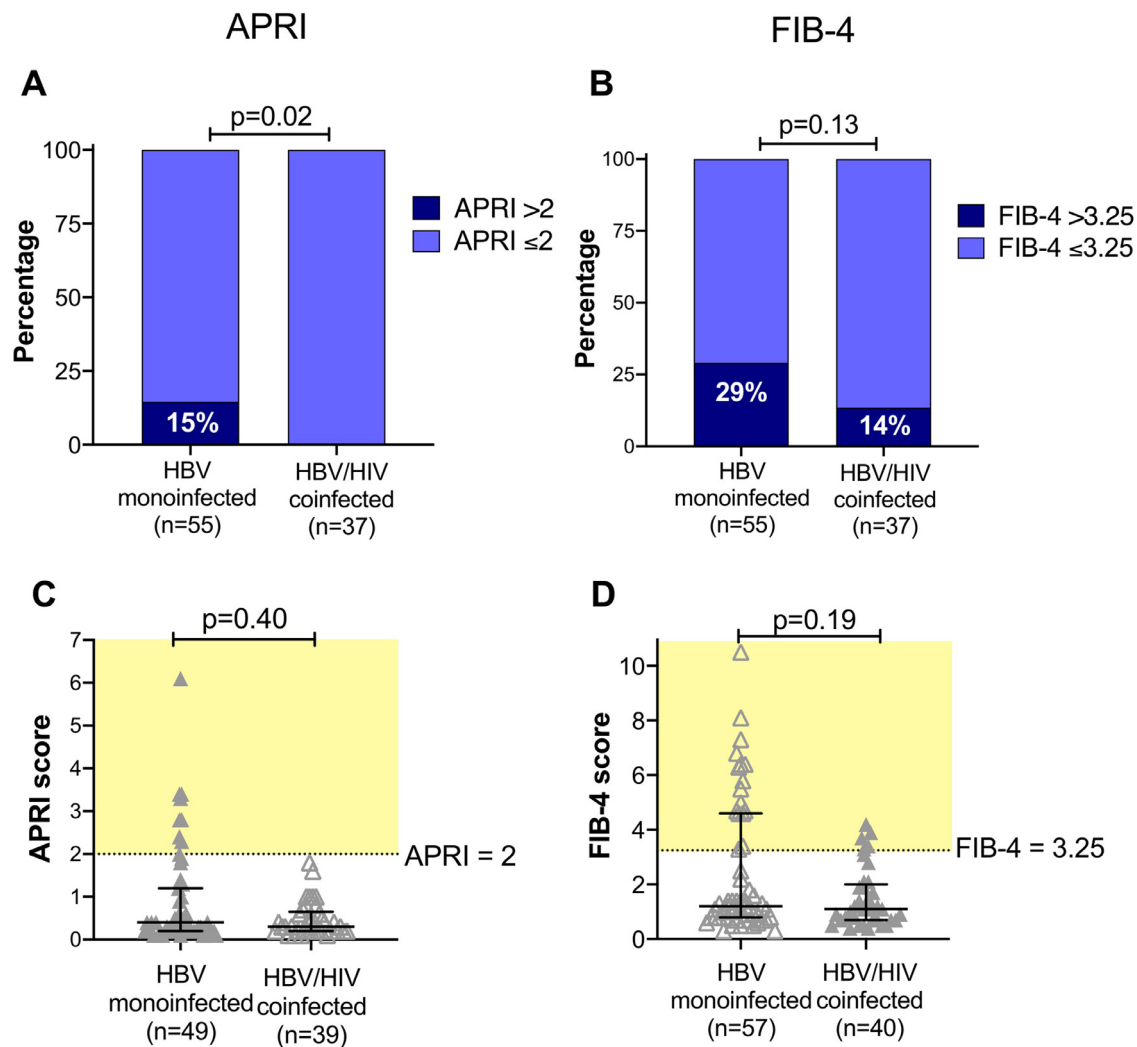 APRI
FIB-4
A
p=0.02
100
75
50
25
0
Percentage
15%
APRI >2
APRI ≤2
HBV
monoinfected
(n=55)
HBV/HIV
coinfected
(n=37)
B
p=0.13
100
75
50
25
0
Percentage
29%
14%
FIB-4 >3.25
FIB-4 ≤3.25
HBV
monoinfected
(n=55)
HBV/HIV
coinfected
(n=37)
C
p=0.40
7
6
5
4
3
2
1
0
APRI score
APRI = 2
HBV
monoinfected
(n=49)
HBV/HIV
coinfected
(n=39)
D
p=0.19
10
8
6
4
2
0
FIB-4 score
FIB-4 = 3.25
HBV
monoinfected
(n=57)
HBV/HIV
coinfected
(n=40)